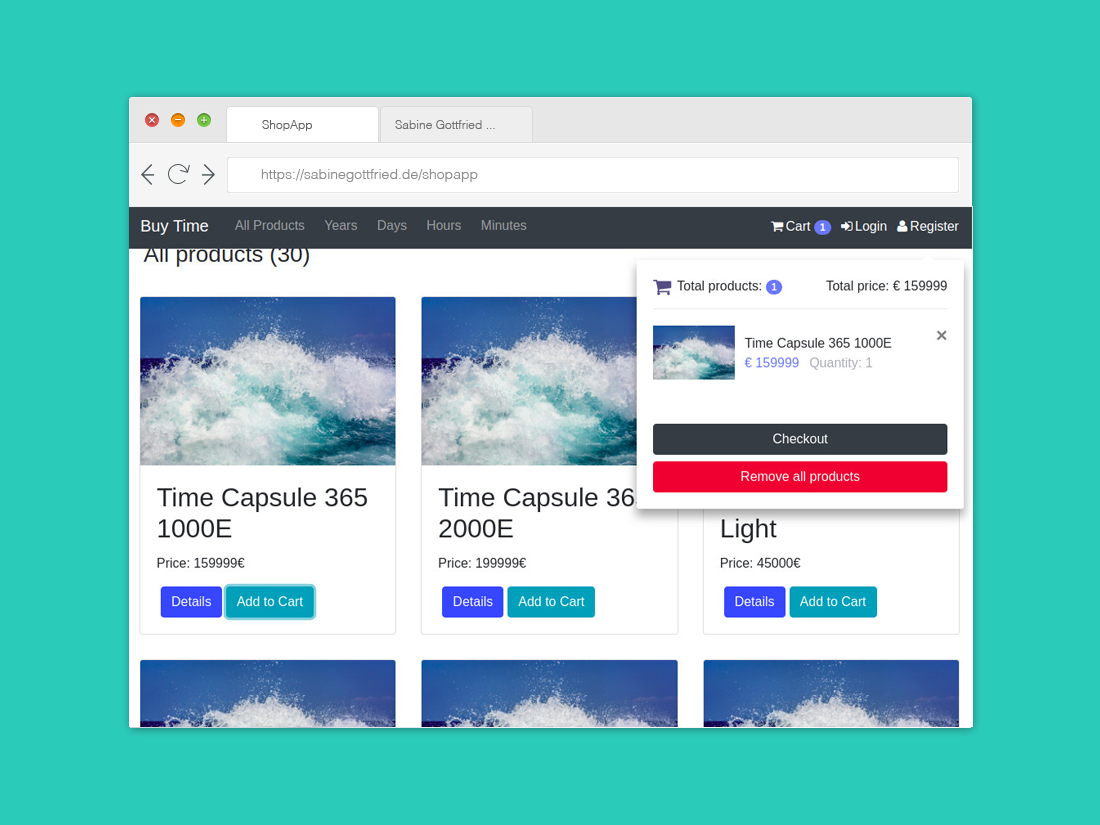 ShopApp
Sabine Gottfried ...
https://sabinegottfried.de/shopapp
Buy Time All Products Years Days Hours Minutes Cart 1 Login Register
All products (30)
Total products: 1 Total price: € 159999
Time Capsule 365 1000E
€ 159999 Quantity: 1
Checkout
Remove all products
Time Capsule 365
1000E
Price: 159999€
Details Add to Cart
Time Capsule 36
2000E
Price: 199999€
Details Add to Cart
Light
Price: 45000€
Details Add to Cart